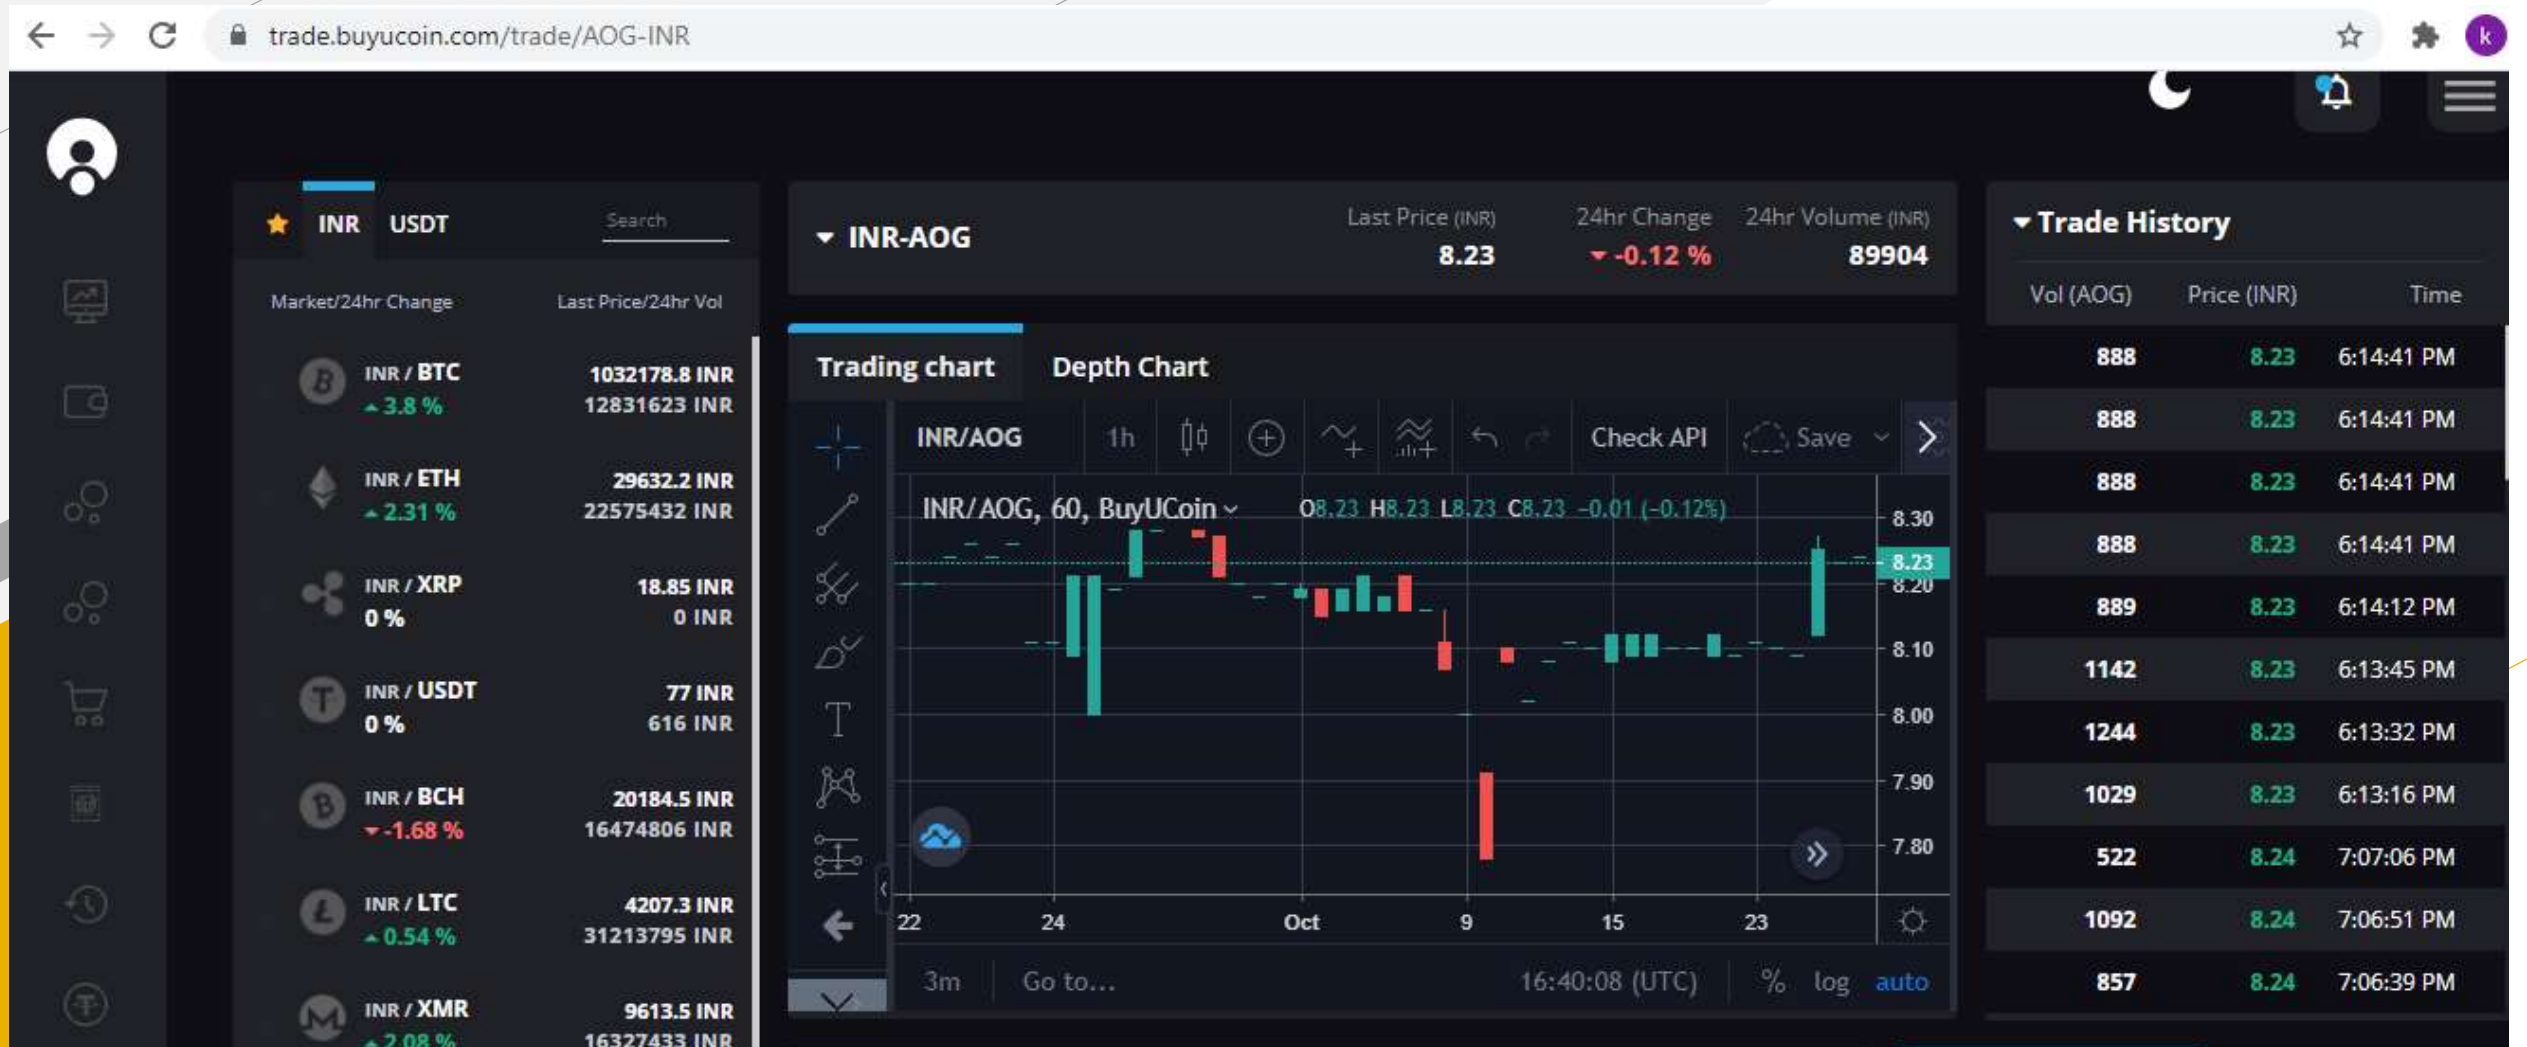 trade.buyucoin.com/trade/AOG-INR
k
INR USDT Search
Market/24hr Change Last Price/24hr Vol
INR / BTC 1032178.8 INR
3.8 % 12831623 INR
INR / ETH 29632.2 INR
2.31 % 22575432 INR
INR / XRP 18.85 INR
0 % 0 INR
INR / USDT 77 INR
0 % 616 INR
INR / BCH 20184.5 INR
-1.68 % 16474806 INR
INR / LTC 4207.3 INR
0.54 % 31213795 INR
INR / XMR 9613.5 INR
2.08 % 16327433 INR
INR-AOG
Last Price (INR) 24hr Change 24hr Volume (INR)
8.23 -0.12 % 89904
Trading chart Depth Chart
INR/AOG 1h Check API Save
INR/AOG, 60, BuyUCoin O8.23 H8.23 L8.23 C8.23 -0.01 (-0.12%)
8.30
8.23
8.20
8.10
8.00
7.90
7.80
22 24 Oct 9 15 23
3m Go to... 16:40:08 (UTC) % log auto
Trade History
Vol (AOG) Price (INR) Time
888 8.23 6:14:41 PM
888 8.23 6:14:41 PM
888 8.23 6:14:41 PM
888 8.23 6:14:41 PM
889 8.23 6:14:12 PM
1142 8.23 6:13:45 PM
1244 8.23 6:13:32 PM
1029 8.23 6:13:16 PM
522 8.24 7:07:06 PM
1092 8.24 7:06:51 PM
857 8.24 7:06:39 PM